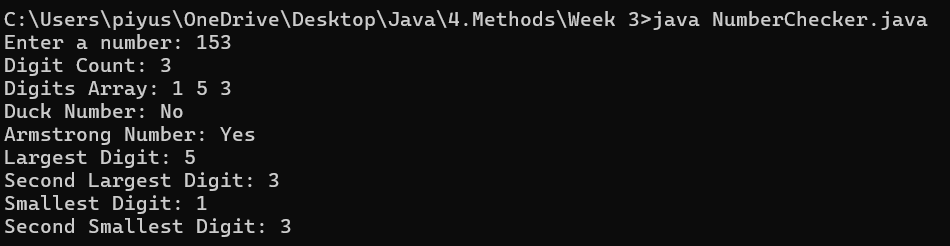 C:\Users\piyus\OneDrive\Desktop\Java\4.Methods\Week 3>java NumberChecker.java
Enter a number: 153
Digit Count: 3
Digits Array: 1 5 3
Duck Number: No
Armstrong Number: Yes
Largest Digit: 5
Second Largest Digit: 3
Smallest Digit: 1
Second Smallest Digit: 3